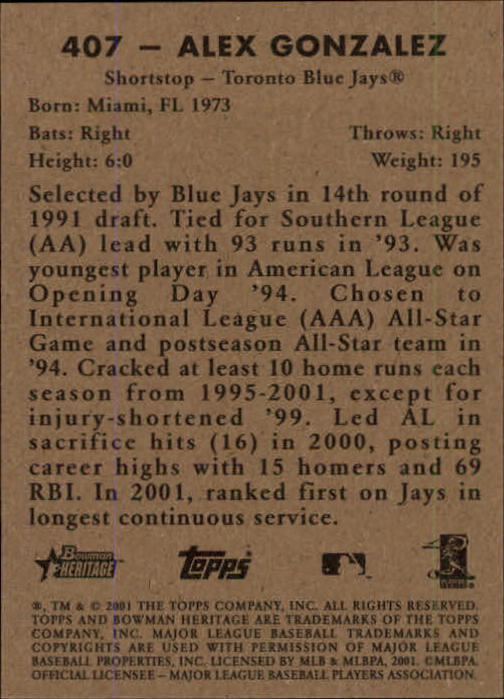 407 – ALEX GONZALEZ
Shortstop – Toronto Blue Jays®
Born: Miami, FL 1973
Bats: Right Throws: Right
Height: 6:0 Weight: 195
Selected by Blue Jays in 14th round of
1991 draft. Tied for Southern League
(AA) lead with 93 runs in '93. Was
youngest player in American League on
Opening Day '94. Chosen to
International League (AAA) All-Star
Game and postseason All-Star team in
'94. Cracked at least 10 home runs each
season from 1995-2001, except for
injury-shortened '99. Led AL in
sacrifice hits (16) in 2000, posting
career highs with 15 homers and 69
RBI. In 2001, ranked first on Jays in
longest continuous service.
Bowman
HERITAGE Topps
®, TM & © 2001 THE TOPPS COMPANY, INC. ALL RIGHTS RESERVED.
TOPPS AND BOWMAN HERITAGE ARE TRADEMARKS OF THE TOPPS
COMPANY, INC. MAJOR LEAGUE BASEBALL TRADEMARKS AND
COPYRIGHTS ARE USED WITH PERMISSION OF MAJOR LEAGUE
BASEBALL PROPERTIES, INC. LICENSED BY MLB & MLBPA, 2001. ©MLBPA.
OFFICIAL LICENSEE – MAJOR LEAGUE BASEBALL PLAYERS ASSOCIATION.